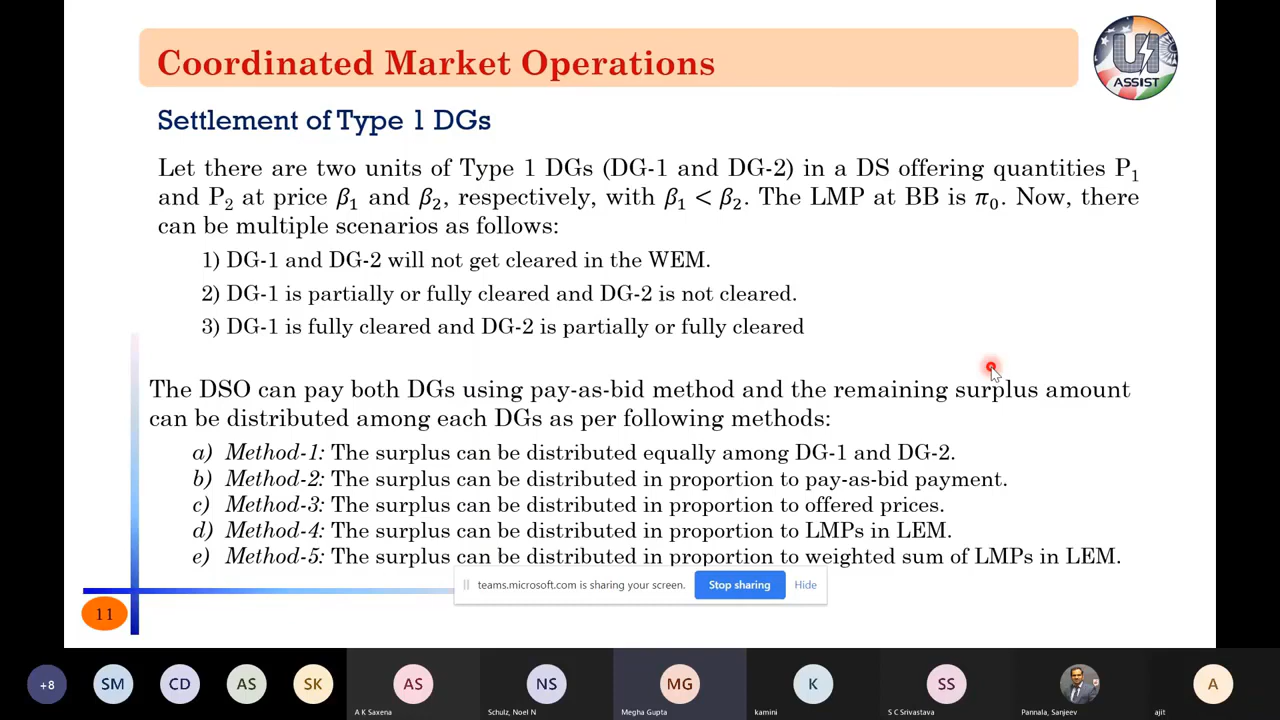 Coordinated Market Operations
UI
ASSIST
Settlement of Type 1 DGs
Let there are two units of Type 1 DGs (DG-1 and DG-2) in a DS offering quantities P₁
and P₂ at price β₁ and β₂, respectively, with β₁ < β₂. The LMP at BB is π₀. Now, there
can be multiple scenarios as follows:
1) DG-1 and DG-2 will not get cleared in the WEM.
2) DG-1 is partially or fully cleared and DG-2 is not cleared.
3) DG-1 is fully cleared and DG-2 is partially or fully cleared
The DSO can pay both DGs using pay-as-bid method and the remaining surplus amount
can be distributed among each DGs as per following methods:
a) Method-1: The surplus can be distributed equally among DG-1 and DG-2.
b) Method-2: The surplus can be distributed in proportion to pay-as-bid payment.
c) Method-3: The surplus can be distributed in proportion to offered prices.
d) Method-4: The surplus can be distributed in proportion to LMPs in LEM.
e) Method-5: The surplus can be distributed in proportion to weighted sum of LMPs in LEM.
teams.microsoft.com is sharing your screen. Stop sharing Hide
11
+8 SM CD AS SK AS NS MG K SS A
A K Saxena Schulz, Noel N Megha Gupta kamini S C Srivastava Pannala, Sanjeev ajit